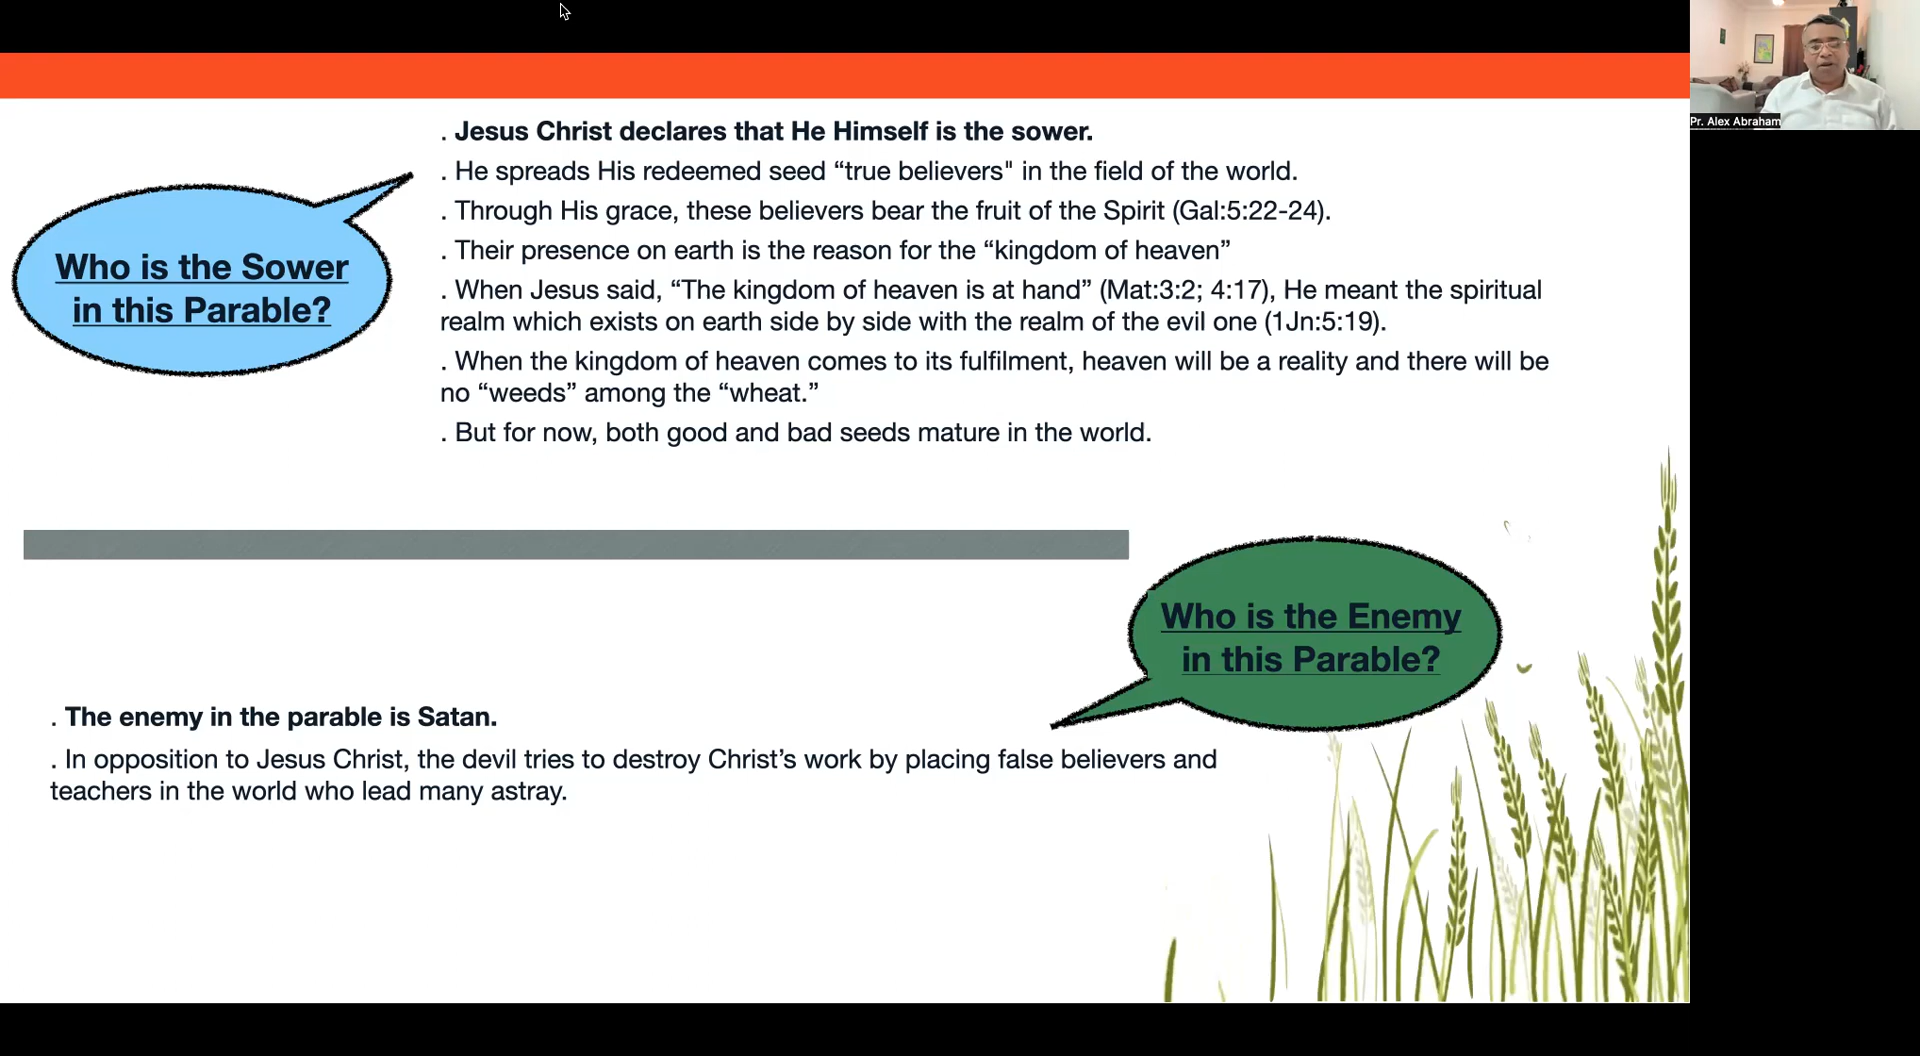 . Jesus Christ declares that He Himself is the sower.
. He spreads His redeemed seed “true believers" in the field of the world.
. Through His grace, these believers bear the fruit of the Spirit (Gal:5:22-24).
. Their presence on earth is the reason for the “kingdom of heaven”
. When Jesus said, “The kingdom of heaven is at hand” (Mat:3:2; 4:17), He meant the spiritual
realm which exists on earth side by side with the realm of the evil one (1Jn:5:19).
. When the kingdom of heaven comes to its fulfilment, heaven will be a reality and there will be
no “weeds” among the “wheat.”
. But for now, both good and bad seeds mature in the world.
Who is the Sower
in this Parable?
Who is the Enemy
in this Parable?
. The enemy in the parable is Satan.
. In opposition to Jesus Christ, the devil tries to destroy Christ’s work by placing false believers and
teachers in the world who lead many astray.
Pr. Alex Abraham